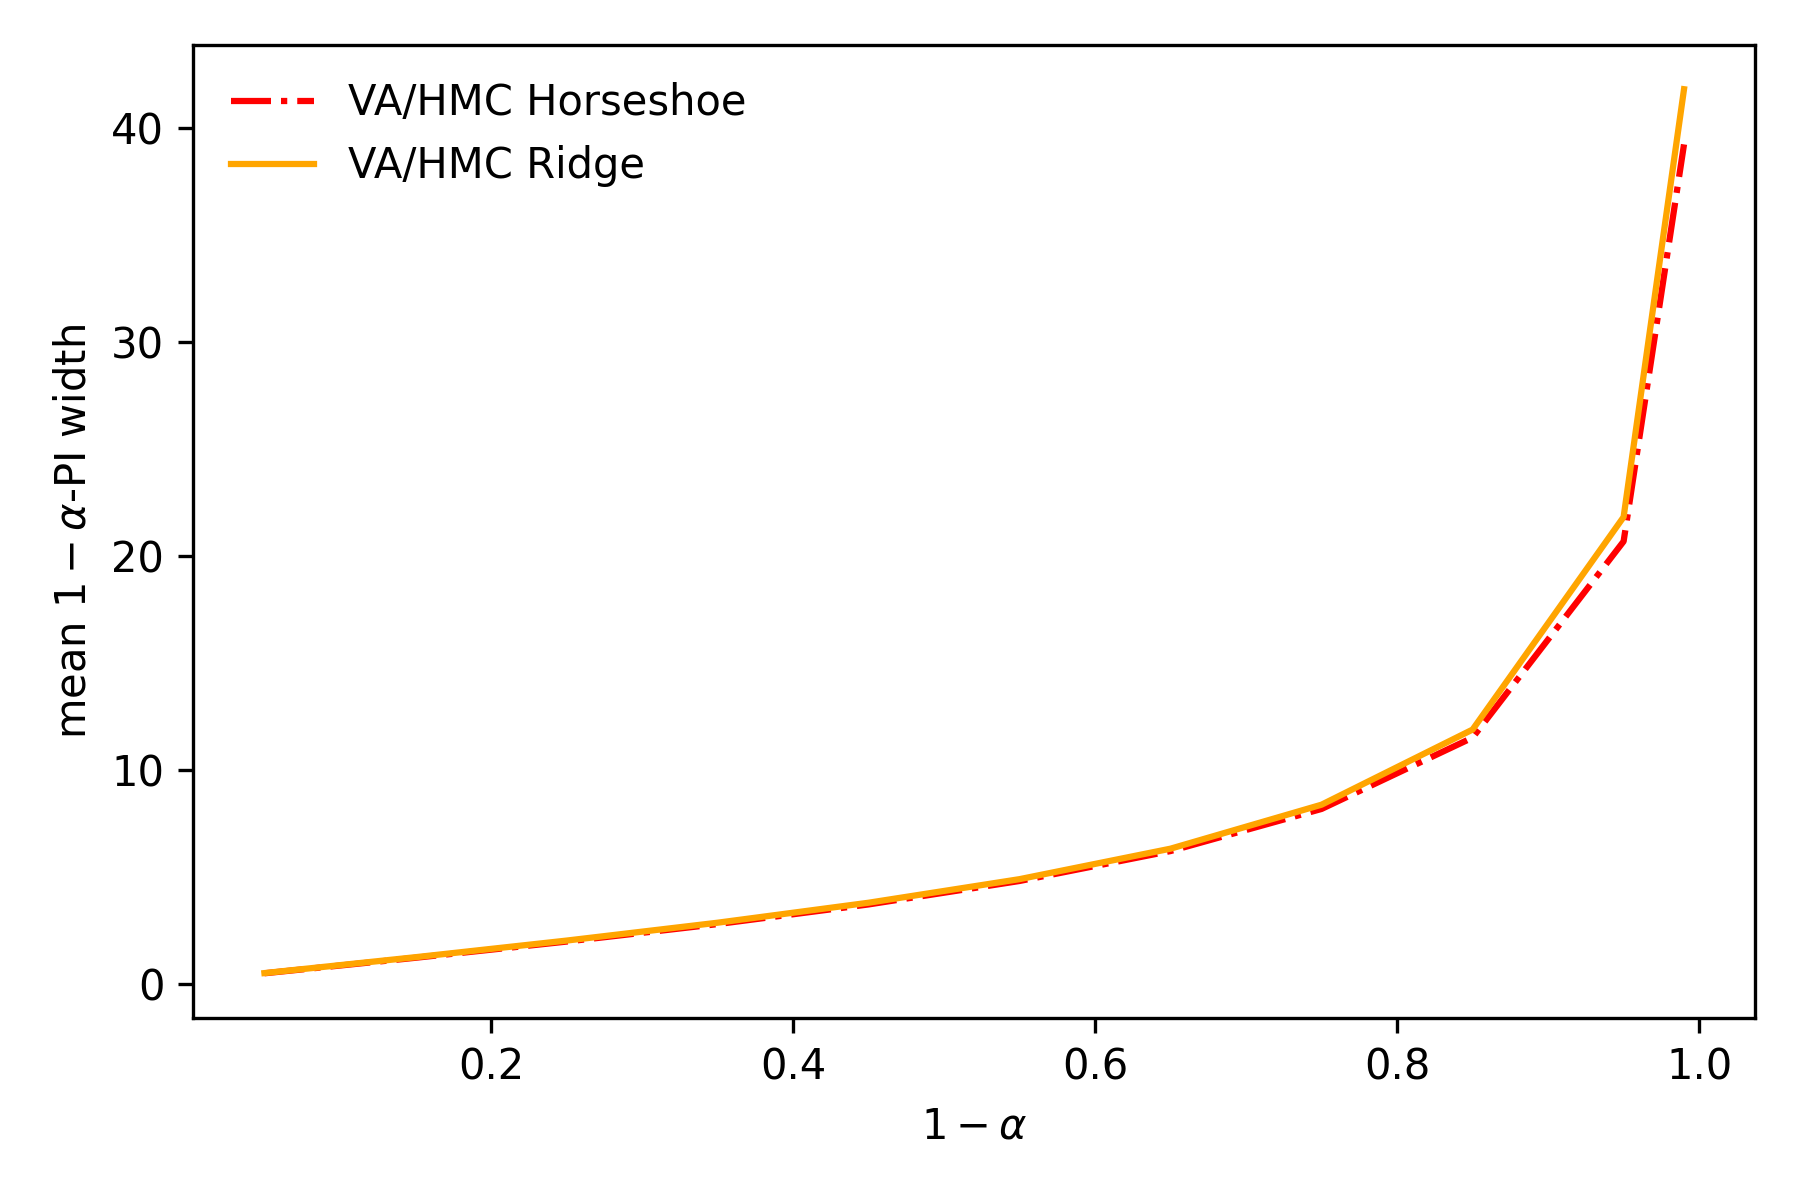 VA/HMC Horseshoe
VA/HMC Ridge
40
30
20
10
0
mean 1 − α-PI width
0.2 0.4 0.6 0.8 1.0
1 − α